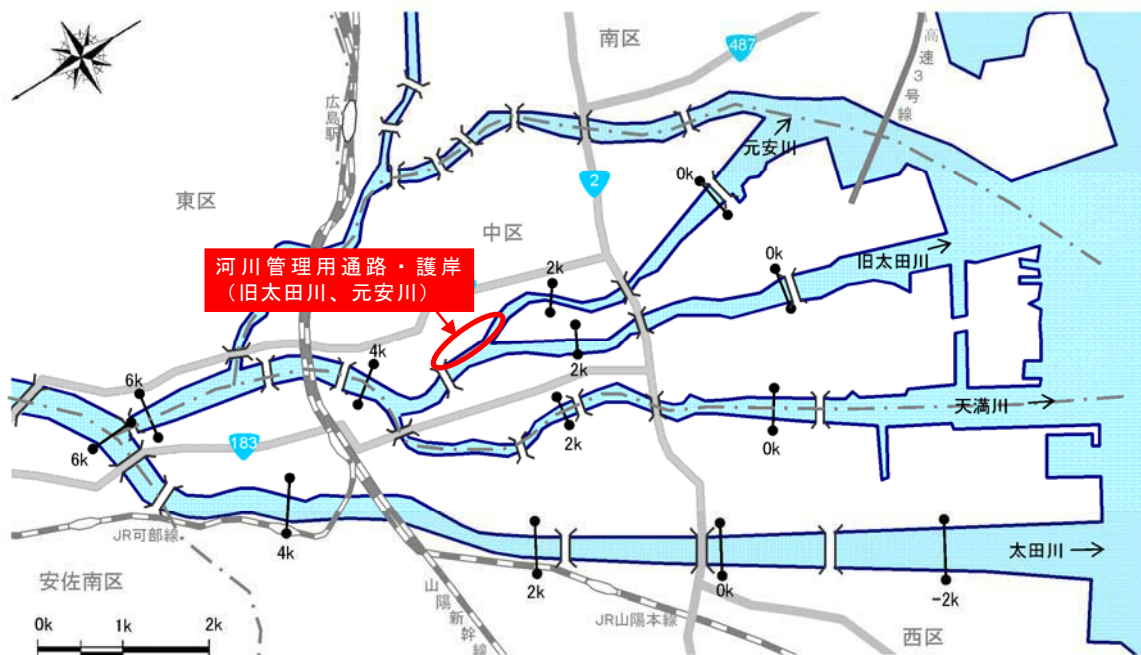 南区
487
高速3号線
広島駅
元安川
0k
2
東区
中区
河川管理用通路・護岸
(旧太田川、元安川)
2k
0k
旧太田川
4k
2k
6k
天満川
2k
0k
183
6k
JR可部線
4k
太田川
2k
0k
-2k
安佐南区
山陽新幹線
JR山陽本線
西区
0k 1k 2k